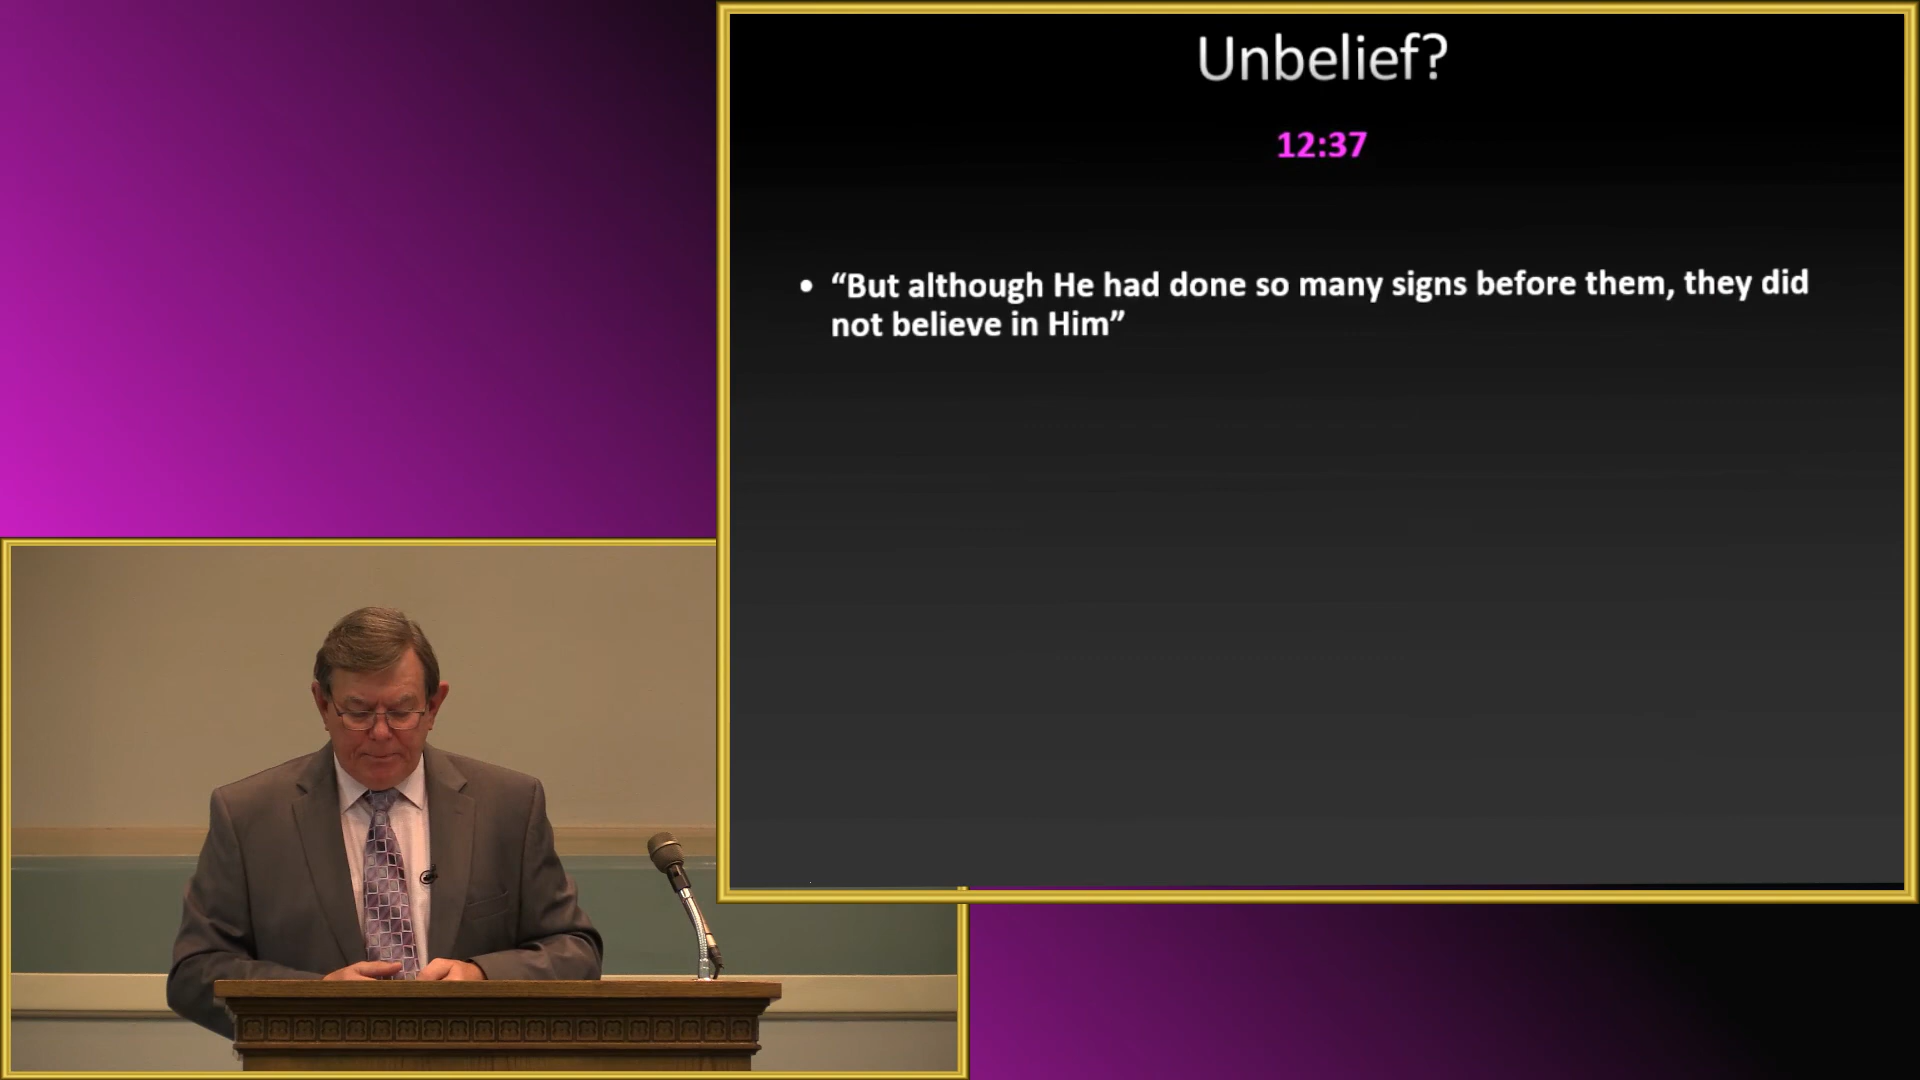 Unbelief?
12:37
• “But although He had done so many signs before them, they did
not believe in Him”